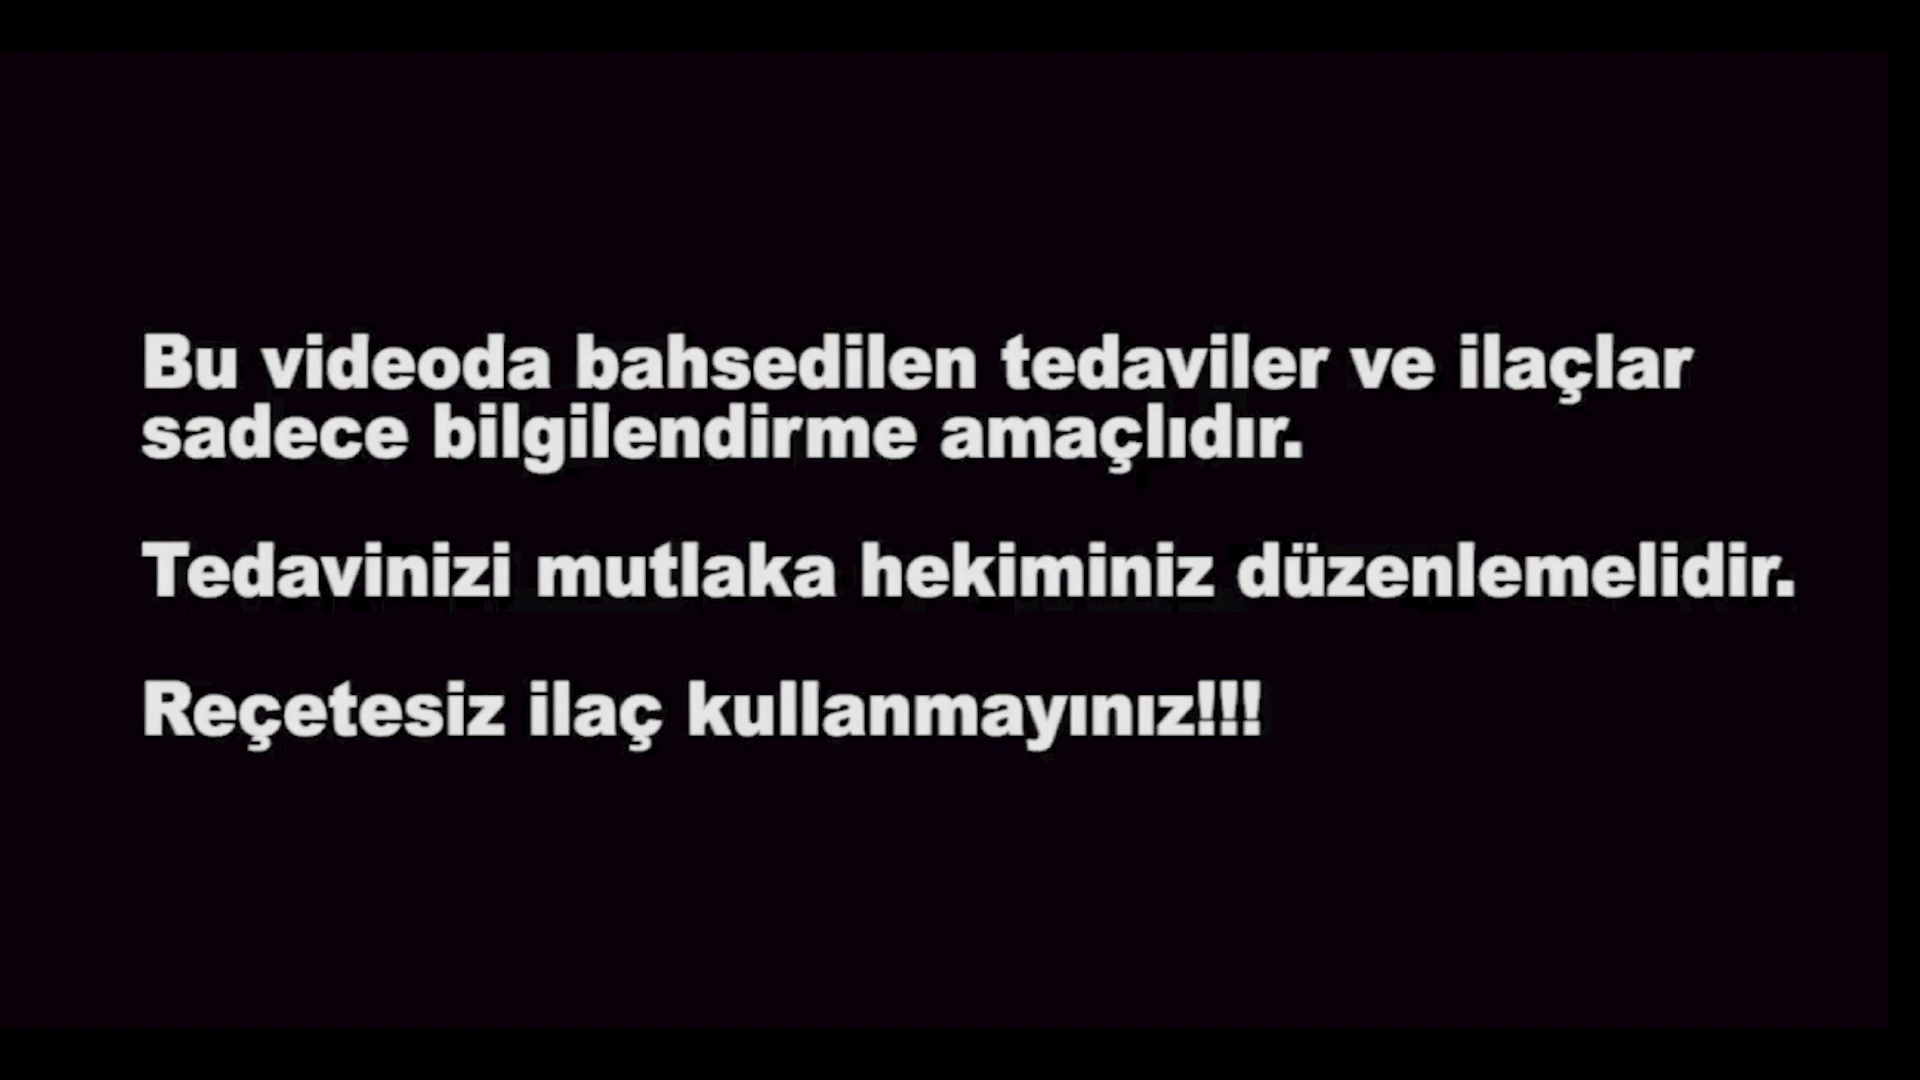 Bu videoda bahsedilen tedaviler ve ilaçlar
sadece bilgilendirme amaçlıdır.
Tedavinizi mutlaka hekiminiz düzenlemelidir.
Reçetesiz ilaç kullanmayınız!!!